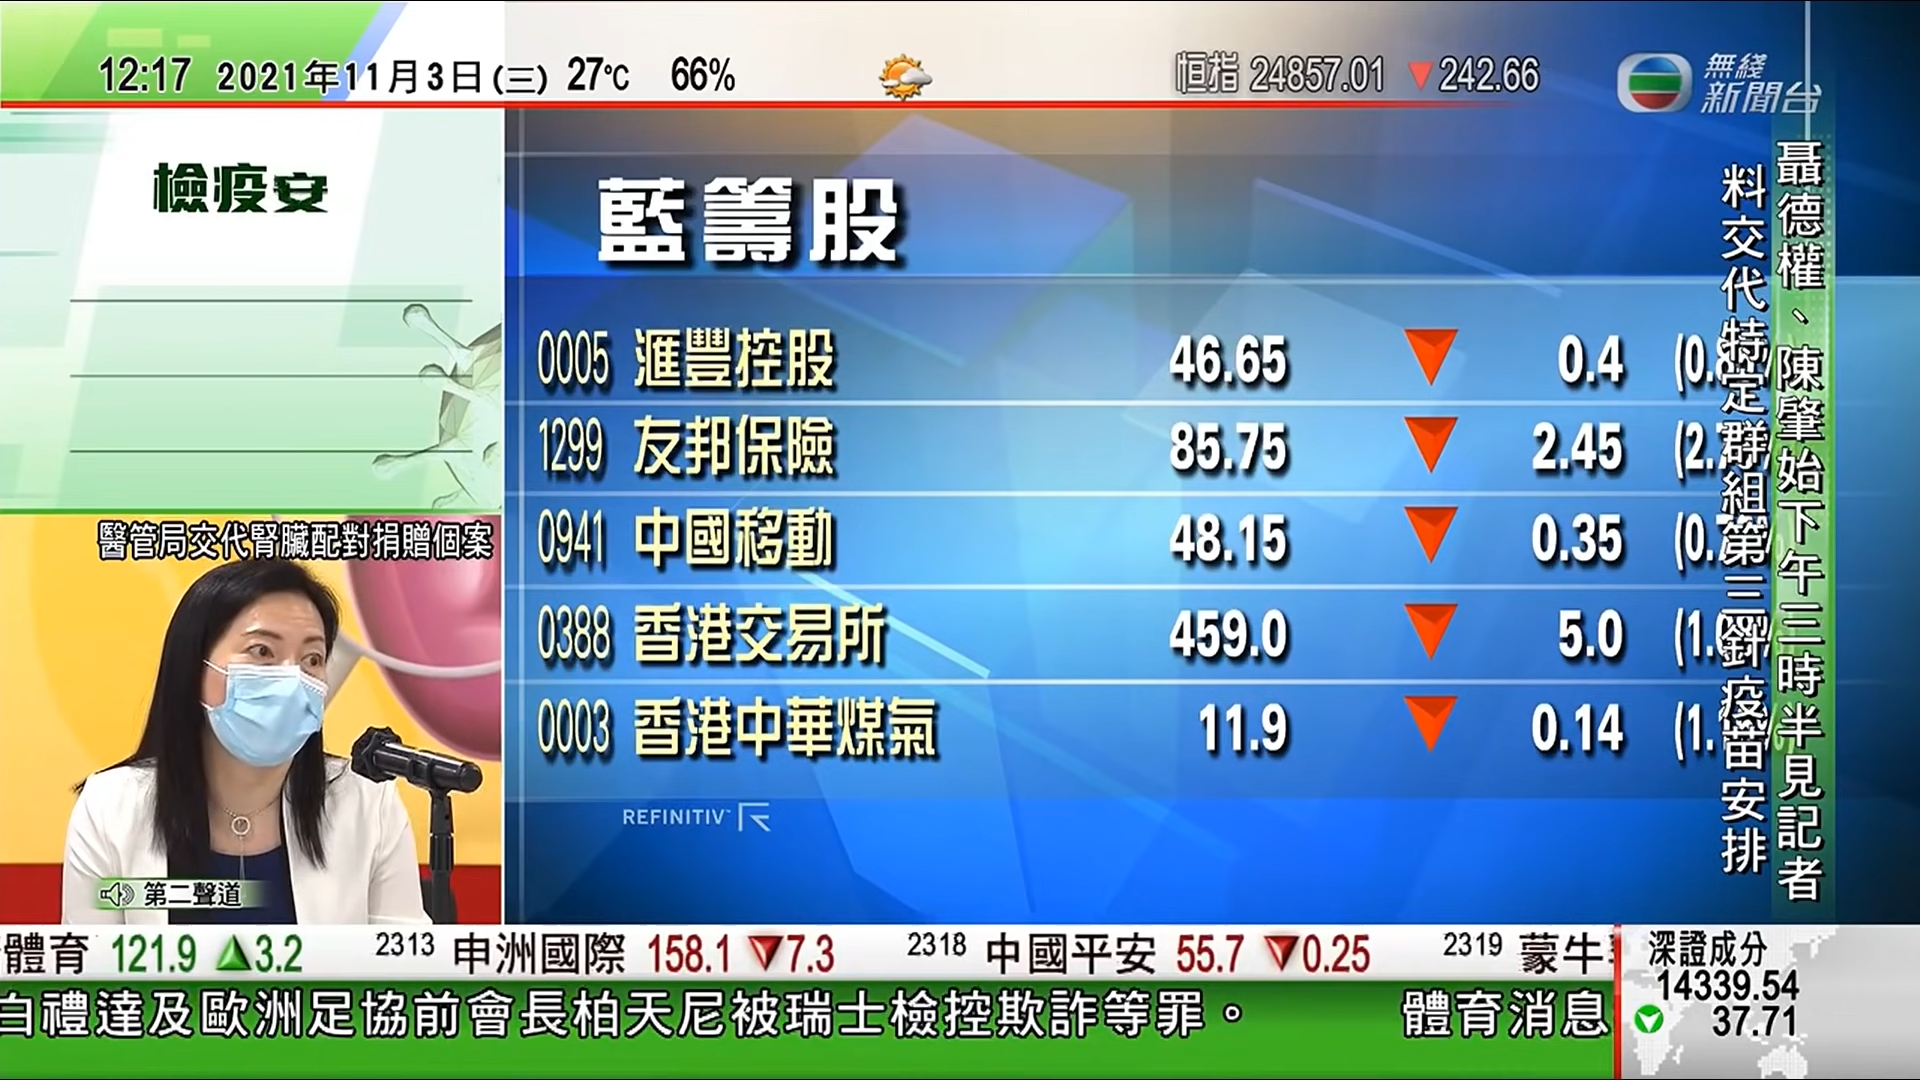 12:17 2021年11月3日(三) 27℃ 66% 恒指 24857.01 ▼242.66
無綫
新聞台
檢疫安
藍籌股
0005 滙豐控股 46.65 ▼ 0.4
1299 友邦保險 85.75 ▼ 2.45
0941 中國移動 48.15 ▼ 0.35
0388 香港交易所 459.0 ▼ 5.0
0003 香港中華煤氣 11.9 ▼ 0.14
REFINITIV
聶德權、陳肇始下午三時半見記者
料交代特定群組第三針疫苗安排
醫管局交代腎臟配對捐贈個案
第二聲道
體育 121.9 ▲3.2 2313 申洲國際 158.1 ▼7.3 2318 中國平安 55.7 ▼0.25 2319 蒙牛
深證成分
14339.54
37.71
白禮達及歐洲足協前會長柏天尼被瑞士檢控欺詐等罪。 體育消息